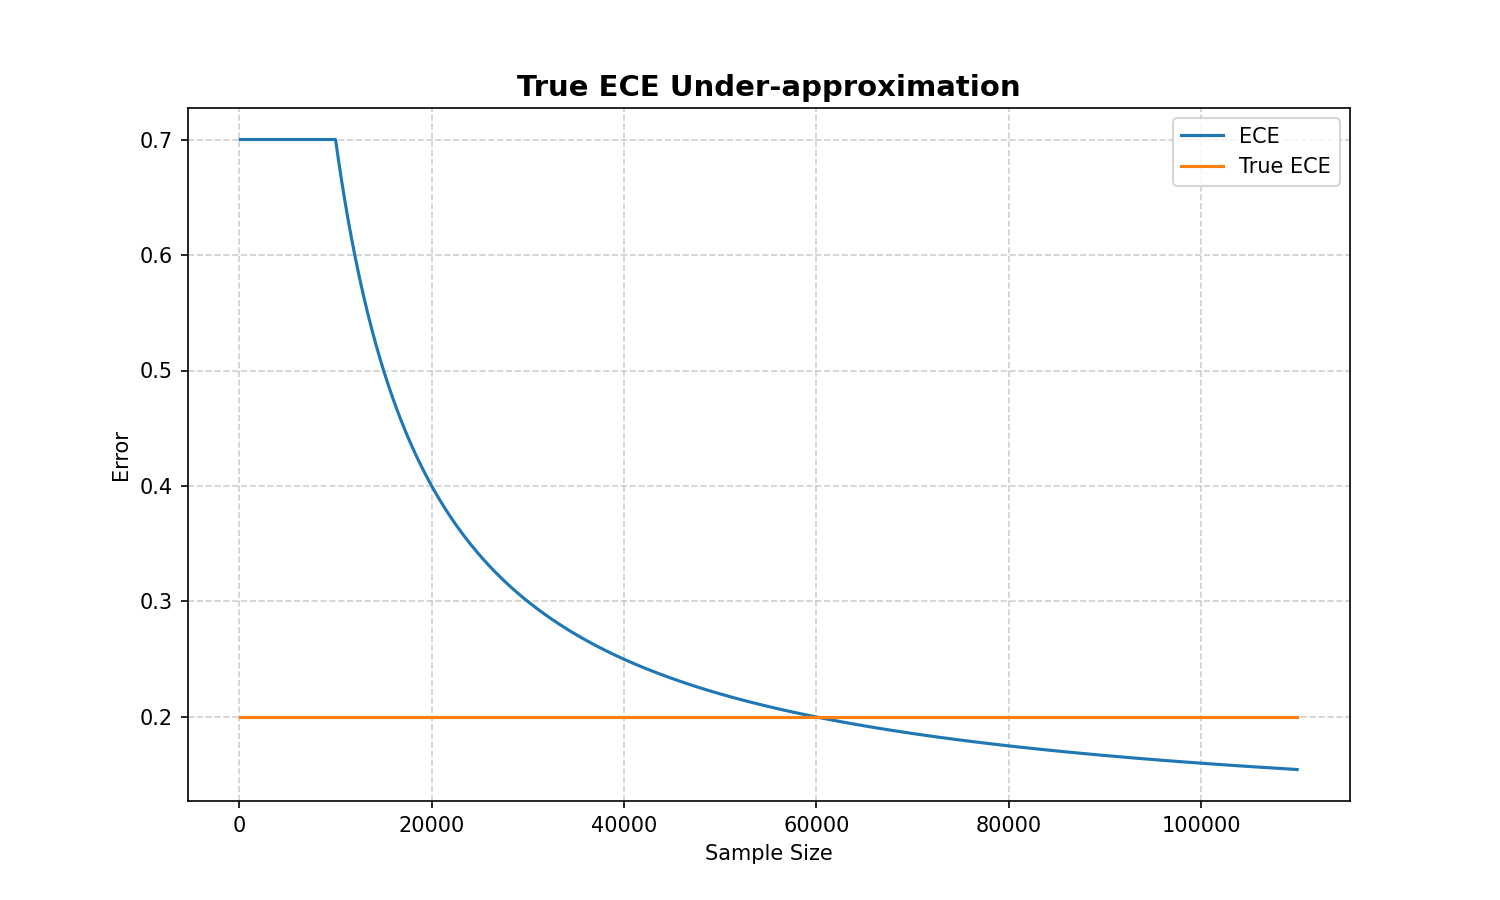 True ECE Under-approximation
ECE
True ECE
0.7
0.6
0.5
0.4
0.3
0.2
Error
0
20000
40000
60000
80000
100000
Sample Size